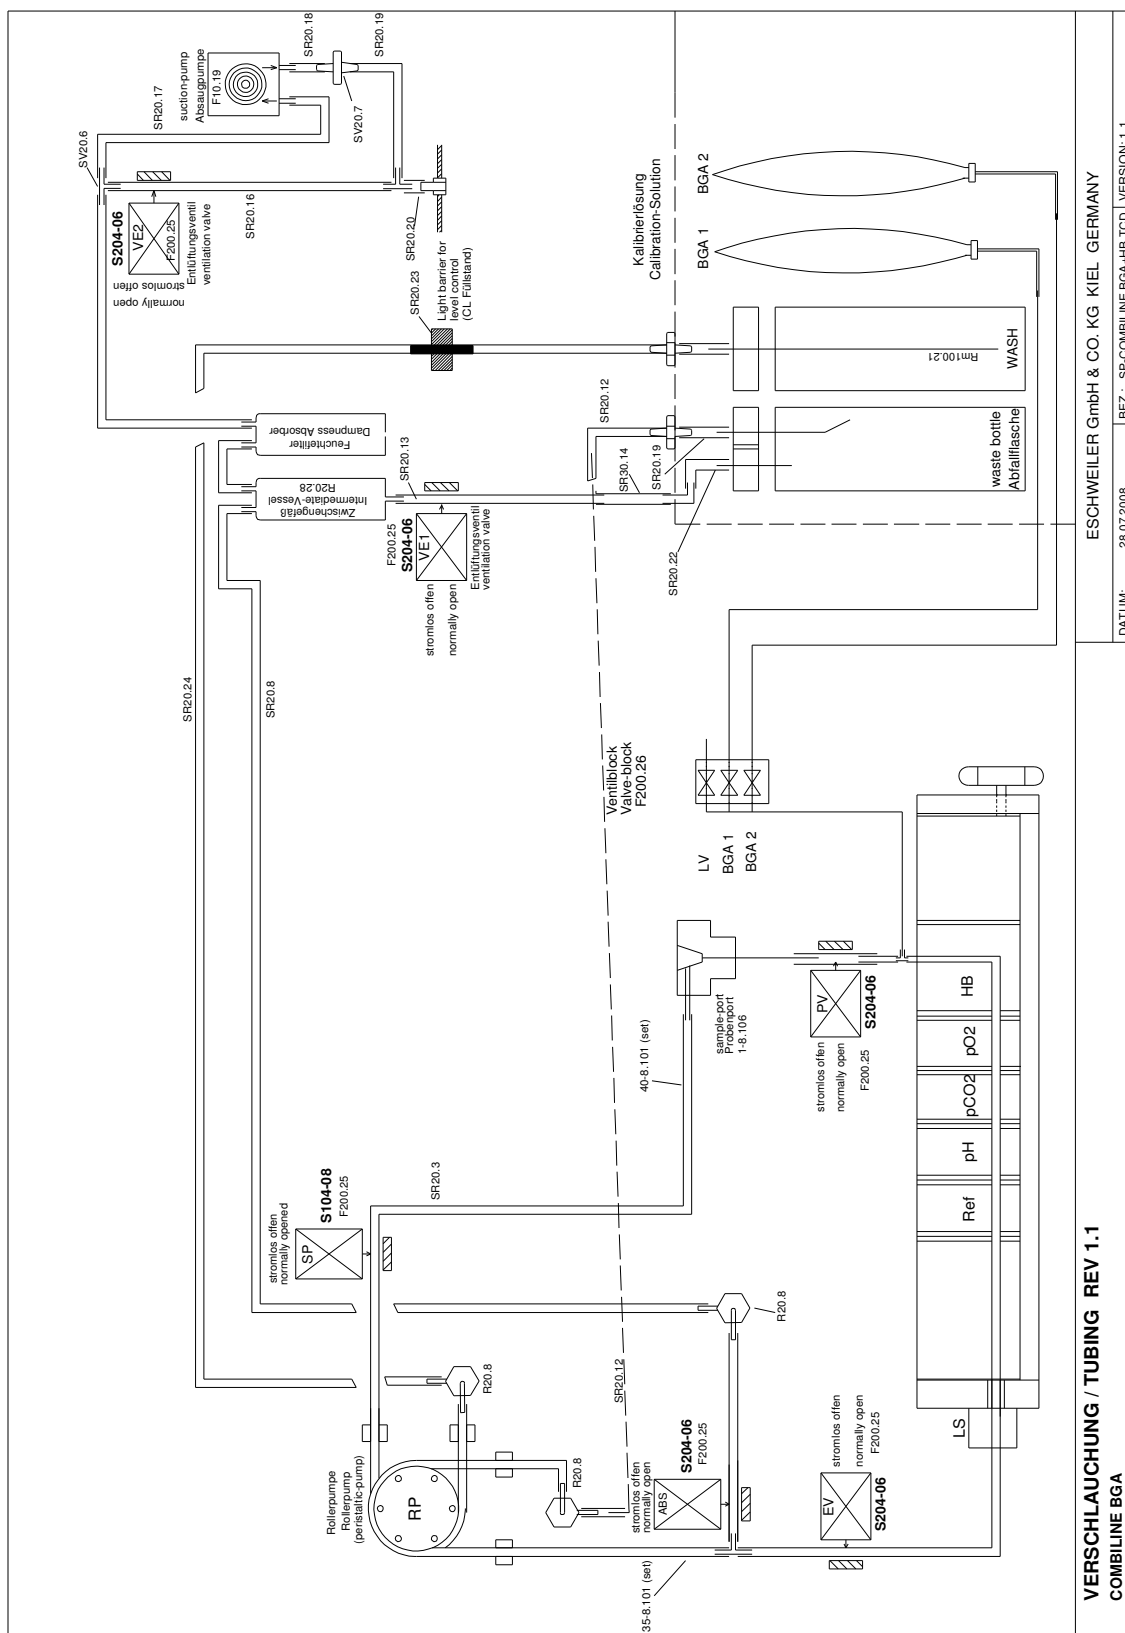 SR20.18
SR20.19
suction-pump
Absaugpumpe
F10.19
SR20.17
SV20.7
SV20.6
S204-06
VE2
F200.25
Entlüftungsventil
ventilation valve
stromlos offen
normally open
SR20.16
SR20.20
SR20.23
Light barrier for
level control
(CL Füllstand)
Kalibrierlösung
Calibration-Solution
BGA 1
BGA 2
Feuchtefilter
Dampness Absorber
Zwischengefäß
Intermediate-Vessel
R20.28
SR20.13
F200.25
S204-06
VE1
Entlüftungsventil
ventilation valve
stromlos offen
normally open
SR20.12
SR30.14
SR20.19
SR20.22
Rm100.21
WASH
waste bottle
Abfallflasche
SR20.24
SR20.8
Ventilblock
Valve-block
F200.26
LV
BGA 1
BGA 2
sample-port
Probenport
1-8.106
40-8.101 (set)
SR20.3
PV
S204-06
F200.25
stromlos offen
normally open
HB
pO2
pCO2
pH
Ref
LS
stromlos offen
normally opened
SP
S104-08
F200.25
R20.8
R20.8
R20.8
SR20.12
Rollerpumpe
Rollerpump
(peristaltic-pump)
RP
stromlos offen
normally open
ABS
S204-06
F200.25
35-8.101 (set)
stromlos offen
normally open
F200.25
EV
S204-06
VERSCHLAUCHUNG / TUBING REV 1.1
COMBILINE BGA
ESCHWEILER GmbH & CO. KG KIEL GERMANY
DATUM: 28.07.2008 BEZ.: SP-COMBILINE BGA-HB TCD VERSION: 1.1